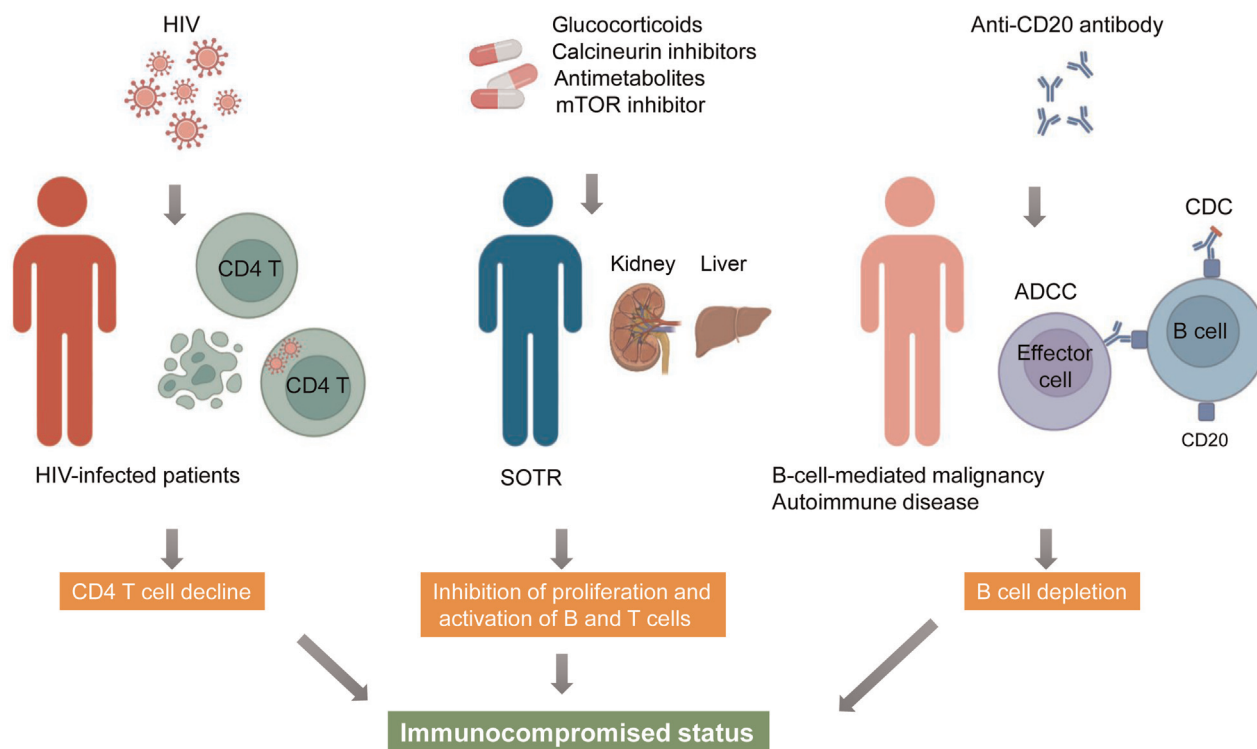 HIV
Glucocorticoids
Calcineurin inhibitors
Antimetabolites
mTOR inhibitor
Anti-CD20 antibody
CD4 T
CD4 T
HIV-infected patients
Kidney
Liver
SOTR
CDC
ADCC
B cell
Effector
cell
CD20
B-cell-mediated malignancy
Autoimmune disease
CD4 T cell decline
Inhibition of proliferation and
activation of B and T cells
B cell depletion
Immunocompromised status